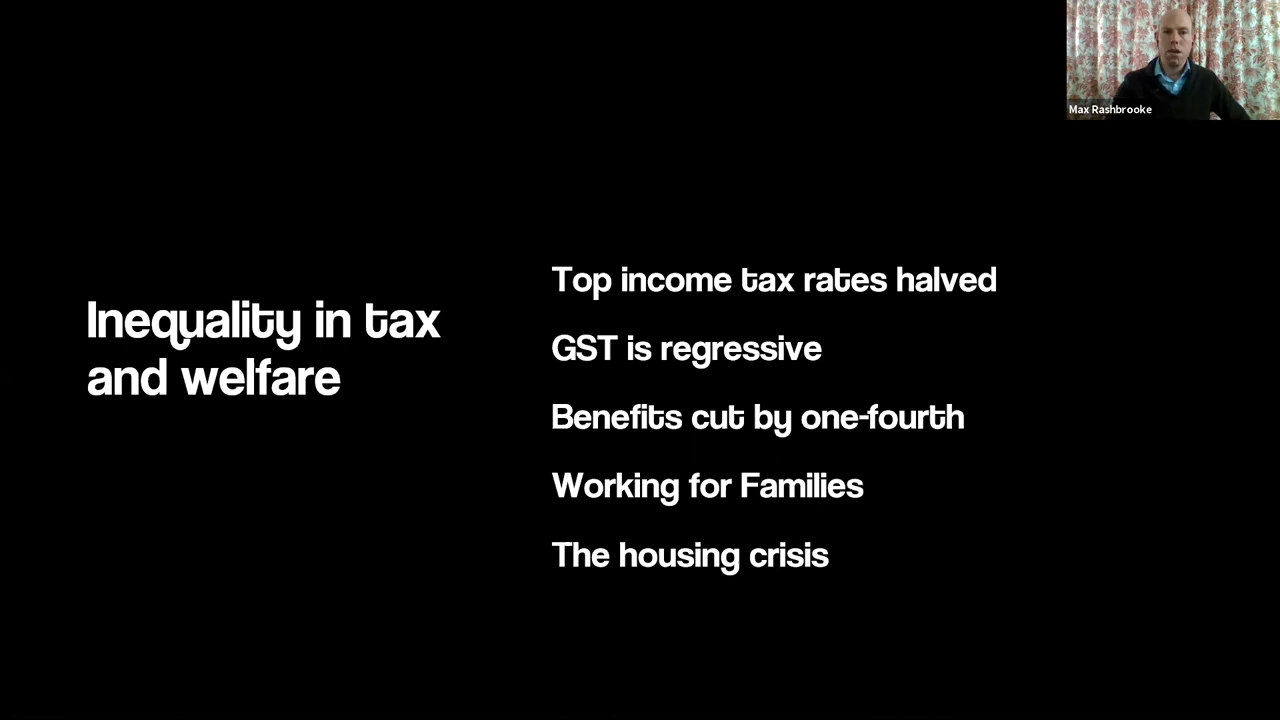 Max Rashbrooke
Inequality in tax
and welfare
Top income tax rates halved
GST is regressive
Benefits cut by one-fourth
Working for Families
The housing crisis